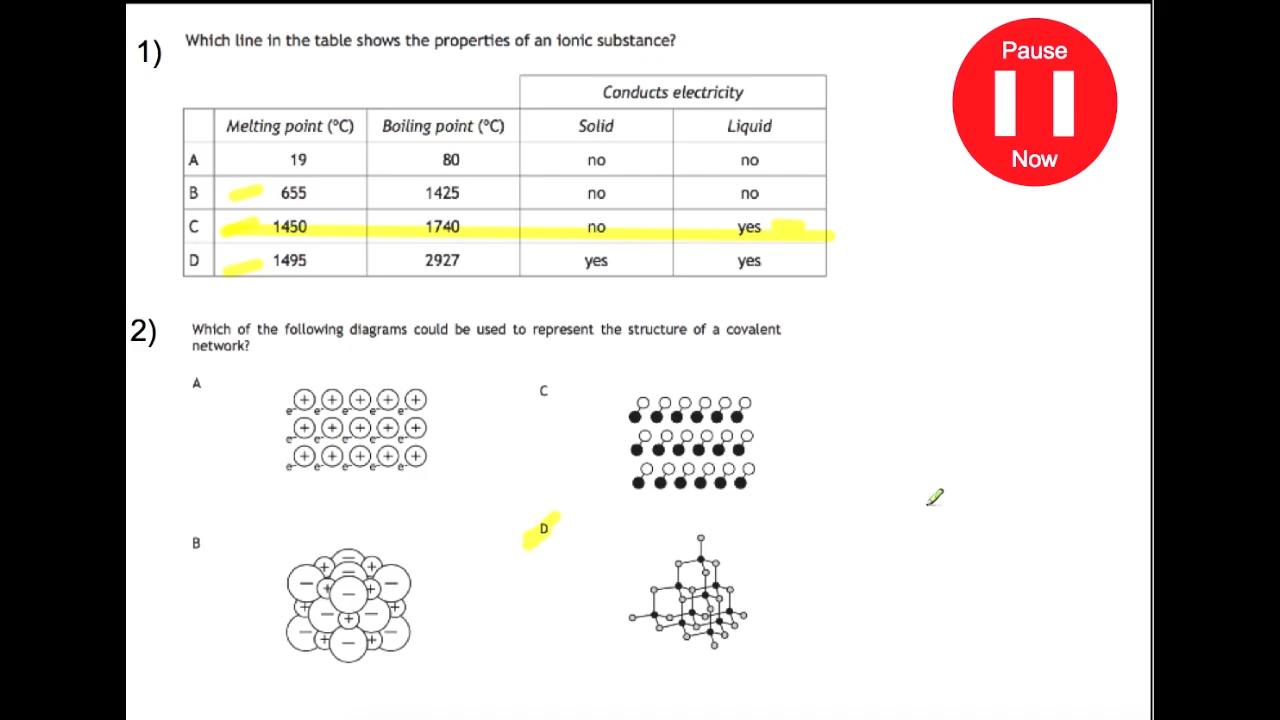 1) Which line in the table shows the properties of an ionic substance?
Pause
Now
Conducts electricity
Melting point (°C) Boiling point (°C) Solid Liquid
A 19 80 no no
B 655 1425 no no
C 1450 1740 no yes
D 1495 2927 yes yes
2) Which of the following diagrams could be used to represent the structure of a covalent
network?
A
+ + + + +
e⁻ e⁻ e⁻ e⁻ e⁻
+ + + + +
e⁻ e⁻ e⁻ e⁻ e⁻
+ + + + +
e⁻ e⁻ e⁻ e⁻ e⁻
C
B
D